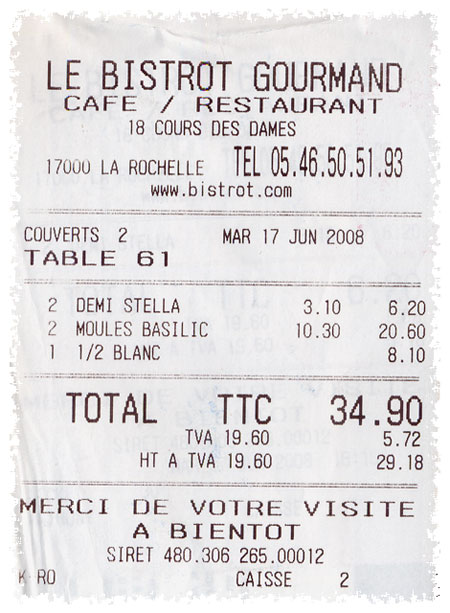 LE BISTROT GOURMAND
CAFE / RESTAURANT
18 COURS DES DAMES
17000 LA ROCHELLE TEL 05.46.50.51.93
www.bistrot.com
COUVERTS 2 MAR 17 JUN 2008
TABLE 61
2 DEMI STELLA 3.10 6.20
2 MOULES BASILIC 10.30 20.60
1 1/2 BLANC 8.10
TOTAL TTC 34.90
TVA 19.60 5.72
HT A TVA 19.60 29.18
MERCI DE VOTRE VISITE
A BIENTOT
SIRET 480.306 265.00012
K RO CAISSE 2